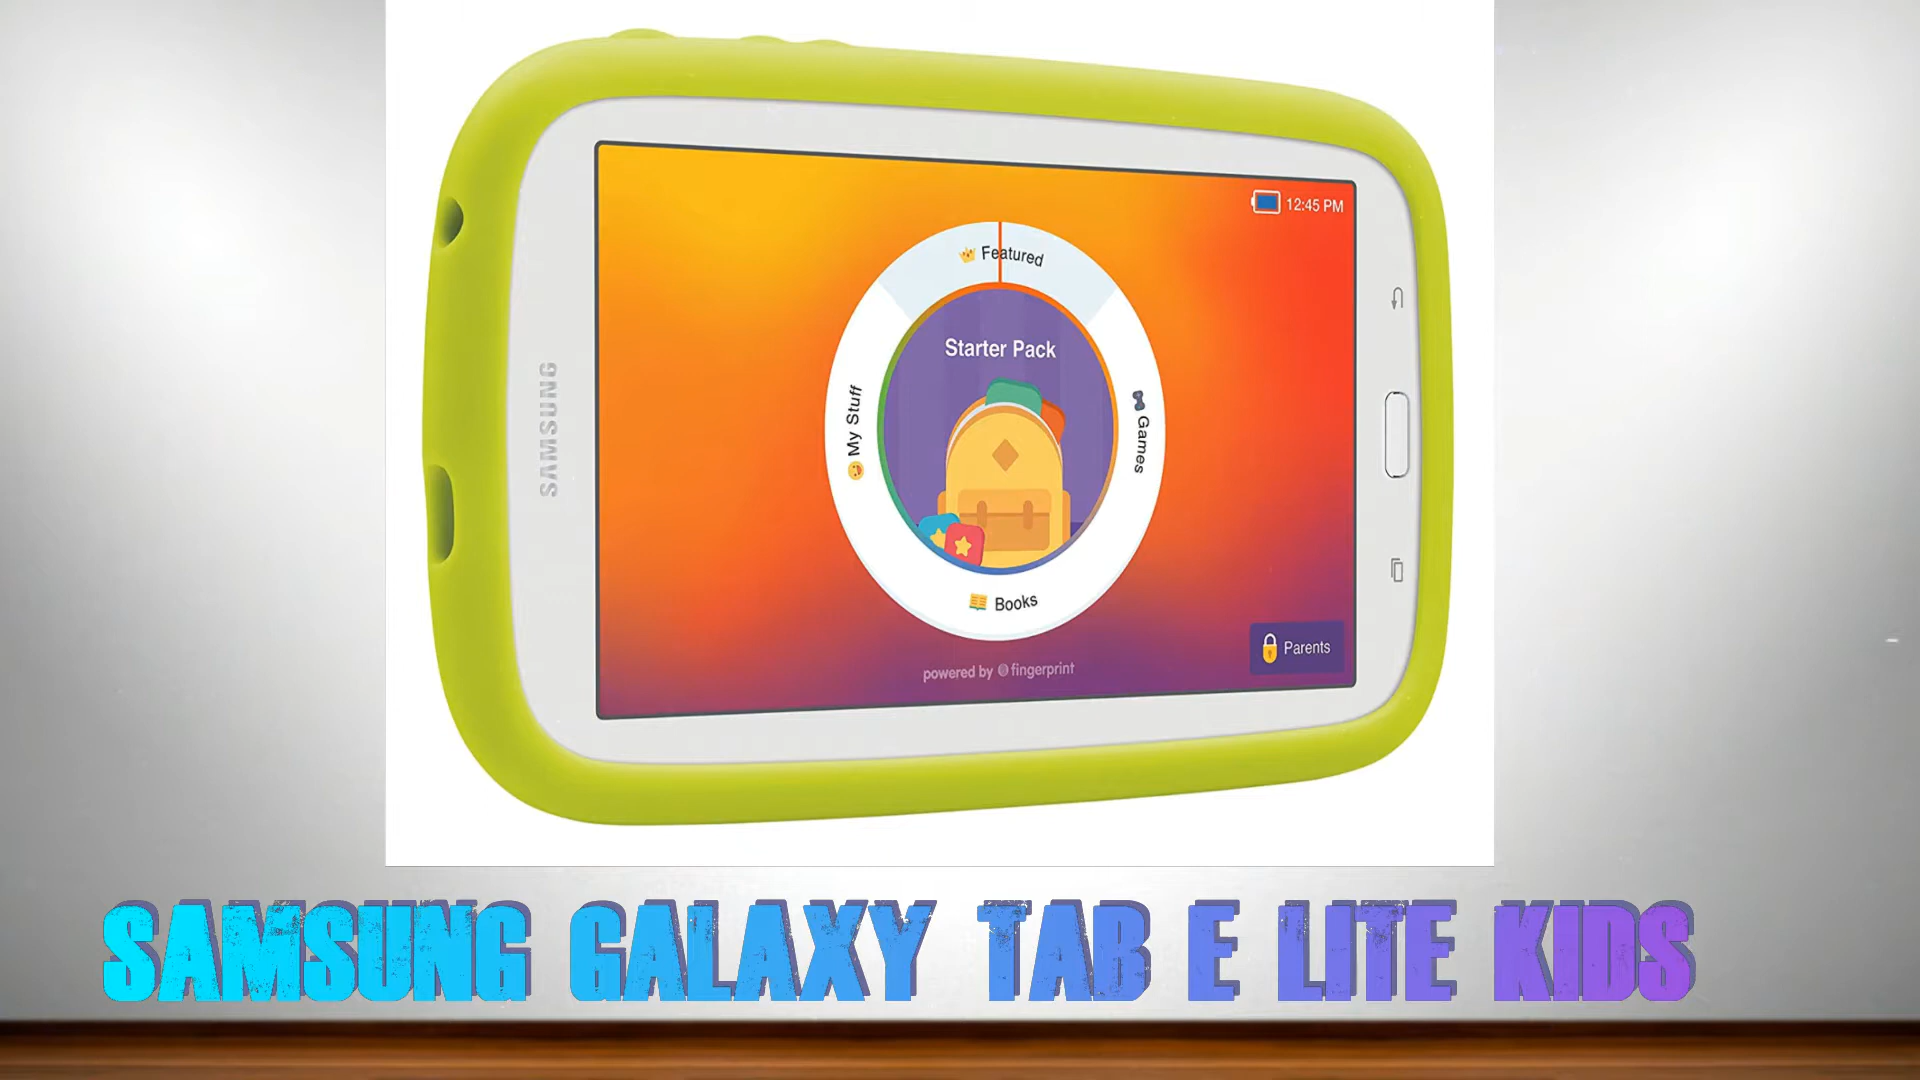 12:45 PM
Featured
Starter Pack
SAMSUNG
My Stuff
Games
Books
Parents
powered by fingerprint
SAMSUNG GALAXY TAB E LITE KIDS